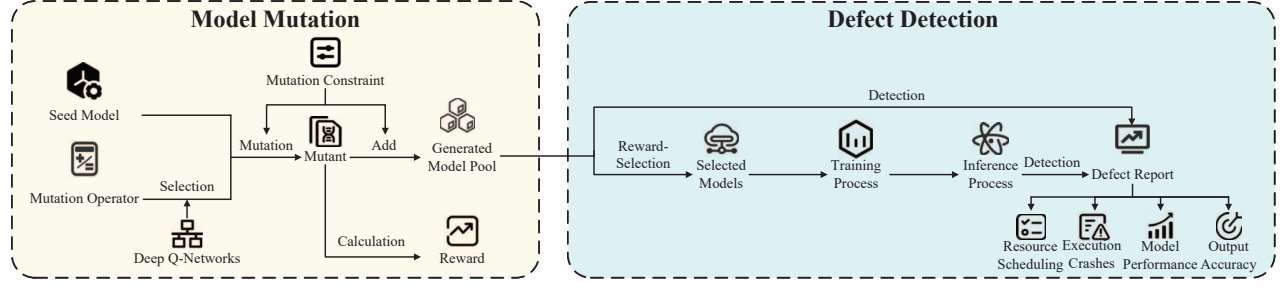 Model Mutation
Mutation Constraint
Seed Model
Mutation
Mutant
Add
Generated
Model Pool
Mutation Operator
Selection
Deep Q-Networks
Calculation
Reward
Defect Detection
Detection
Reward-
Selection
Selected
Models
Training
Process
Inference
Process
Detection
Defect Report
Resource
Scheduling
Execution
Crashes
Model
Performance
Output
Accuracy